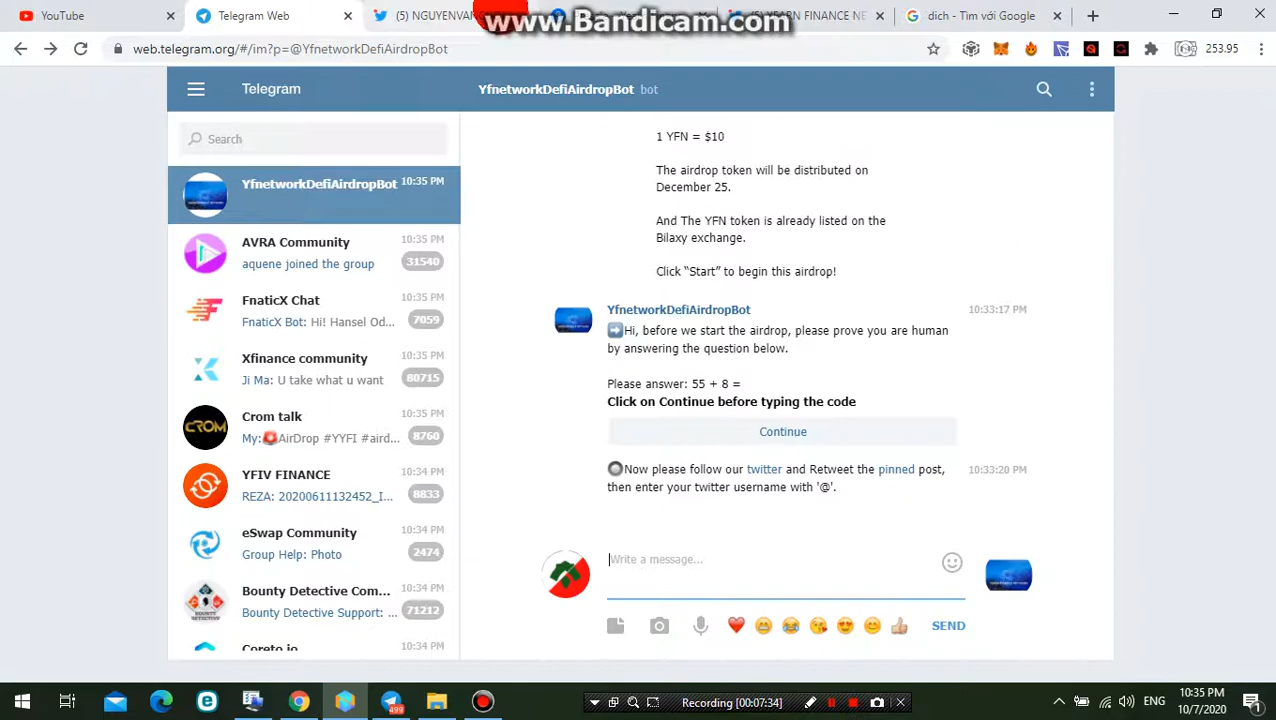 www.Bandicam.com
YouTube
Telegram Web
(5) NGUYENVA
YEARN FINANCE NE
dich - Tìm với Google
web.telegram.org/#/im?p=@YfnetworkDefiAirdropBot
253.95
Telegram
YfnetworkDefiAirdropBot bot
Search
YfnetworkDefiAirdropBot 10:35 PM
AVRA Community 10:35 PM
aquene joined the group 31540
FnaticX Chat 10:35 PM
FnaticX Bot: Hi! Hansel Od... 7059
Xfinance community 10:35 PM
Ji Ma: U take what u want 80715
CROM
Crom talk 10:35 PM
My:🚨AirDrop #YYFI #aird... 8760
YFIV FINANCE 10:34 PM
REZA: 20200611132452_I... 8833
eSwap Community 10:34 PM
Group Help: Photo 2474
Bounty Detective Com... 10:34 PM
Bounty Detective Support: ... 71212
Coreto.io 10:34 PM
1 YFN = $10
The airdrop token will be distributed on
December 25.
And The YFN token is already listed on the
Bilaxy exchange.
Click “Start” to begin this airdrop!
YfnetworkDefiAirdropBot 10:33:17 PM
➡️Hi, before we start the airdrop, please prove you are human
by answering the question below.
Please answer: 55 + 8 =
Click on Continue before typing the code
Continue
🔘Now please follow our twitter and Retweet the pinned post, 10:33:20 PM
then enter your twitter username with '@'.
Write a message...
SEND
499
Recording [00:07:34]
ENG
10:35 PM
10/7/2020
1